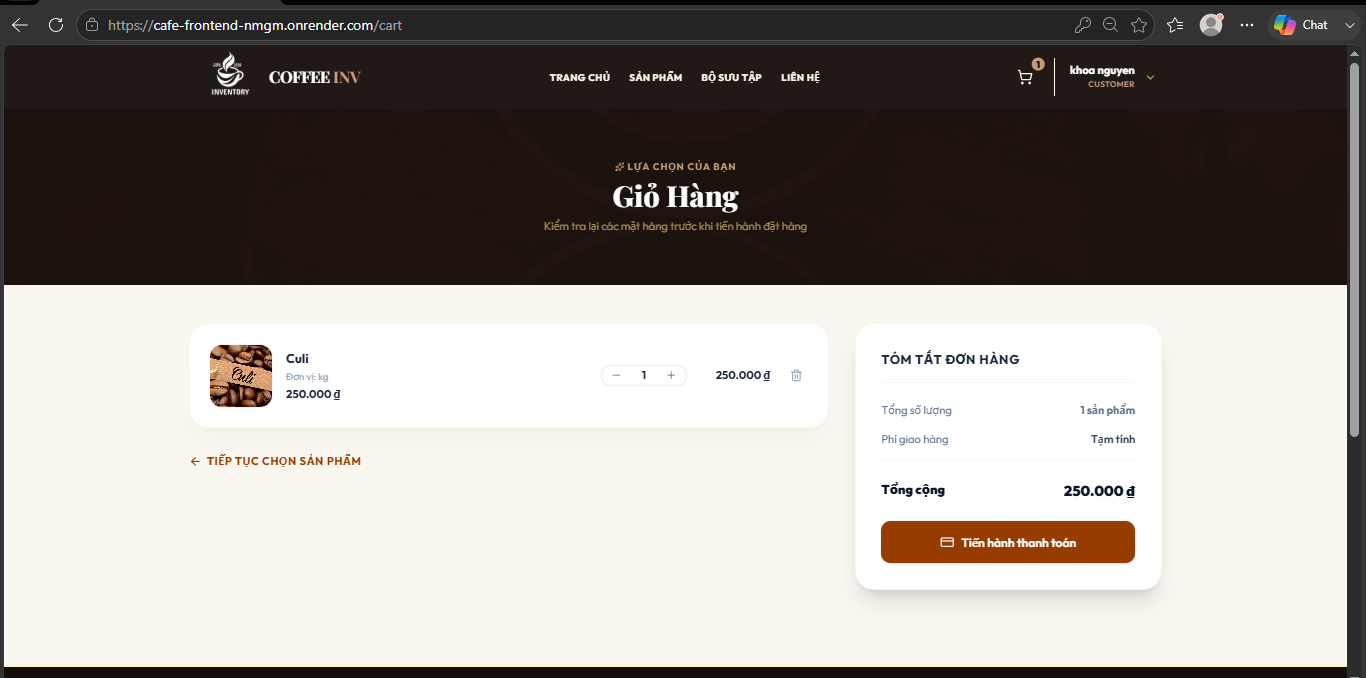 https://cafe-frontend-nmgm.onrender.com/cart
Chat
INVENTORY
COFFEE INV
TRANG CHỦ
SẢN PHẨM
BỘ SƯU TẬP
LIÊN HỆ
1
khoa nguyen
CUSTOMER
LỰA CHỌN CỦA BẠN
Giỏ Hàng
Kiểm tra lại các mặt hàng trước khi tiến hành đặt hàng
Culi
Culi
Đơn vị: kg
250.000 ₫
− 1 +
250.000 ₫
← TIẾP TỤC CHỌN SẢN PHẨM
TÓM TẮT ĐƠN HÀNG
Tổng số lượng
1 sản phẩm
Phí giao hàng
Tạm tính
Tổng cộng
250.000 ₫
Tiến hành thanh toán